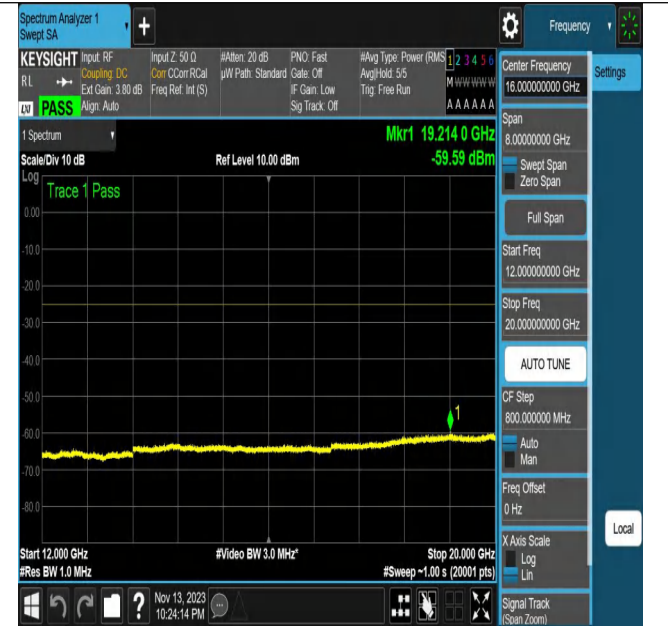 Spectrum Analyzer 1
Swept SA
+
Frequency
KEYSIGHT
RL
LXI PASS
Input: RF
Coupling: DC
Ext Gain: 3.80 dB
Align: Auto
Input Z: 50 Ω
Corr CCorr RCal
Freq Ref: Int (S)
#Atten: 20 dB
µW Path: Standard
PNO: Fast
Gate: Off
IF Gain: Low
Sig Track: Off
#Avg Type: Power (RMS
Avg|Hold: 5/5
Trig: Free Run
1 2 3 4 5 6
M W W W W W
A A A A A A
1 Spectrum
Scale/Div 10 dB
Ref Level 10.00 dBm
Mkr1 19.214 0 GHz
-59.59 dBm
Log
Trace 1 Pass
0.00
-10.0
-20.0
-30.0
-40.0
-50.0
-60.0
-70.0
-80.0
1
Start 12.000 GHz
#Video BW 3.0 MHz*
Stop 20.000 GHz
#Res BW 1.0 MHz
#Sweep ~1.00 s (20001 pts)
Center Frequency
16.000000000 GHz
Settings
Span
8.00000000 GHz
Swept Span
Zero Span
Full Span
Start Freq
12.000000000 GHz
Stop Freq
20.000000000 GHz
AUTO TUNE
CF Step
800.000000 MHz
Auto
Man
Freq Offset
0 Hz
X Axis Scale
Log
Lin
Local
Signal Track
(Span Zoom)
?
Nov 13, 2023
10:24:14 PM